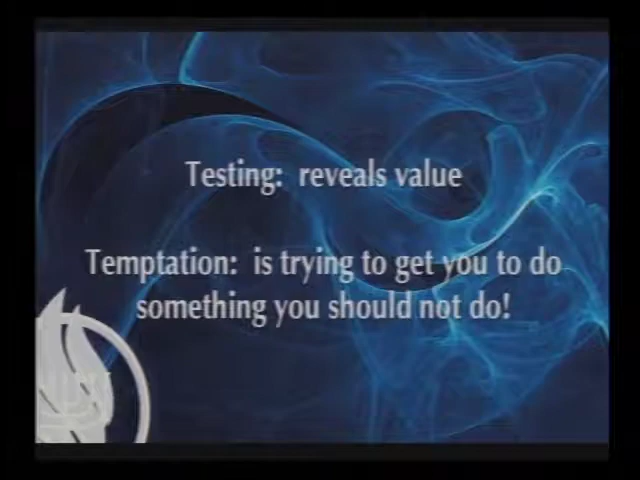 Testing:  reveals value
Temptation:  is trying to get you to do
something you should not do!